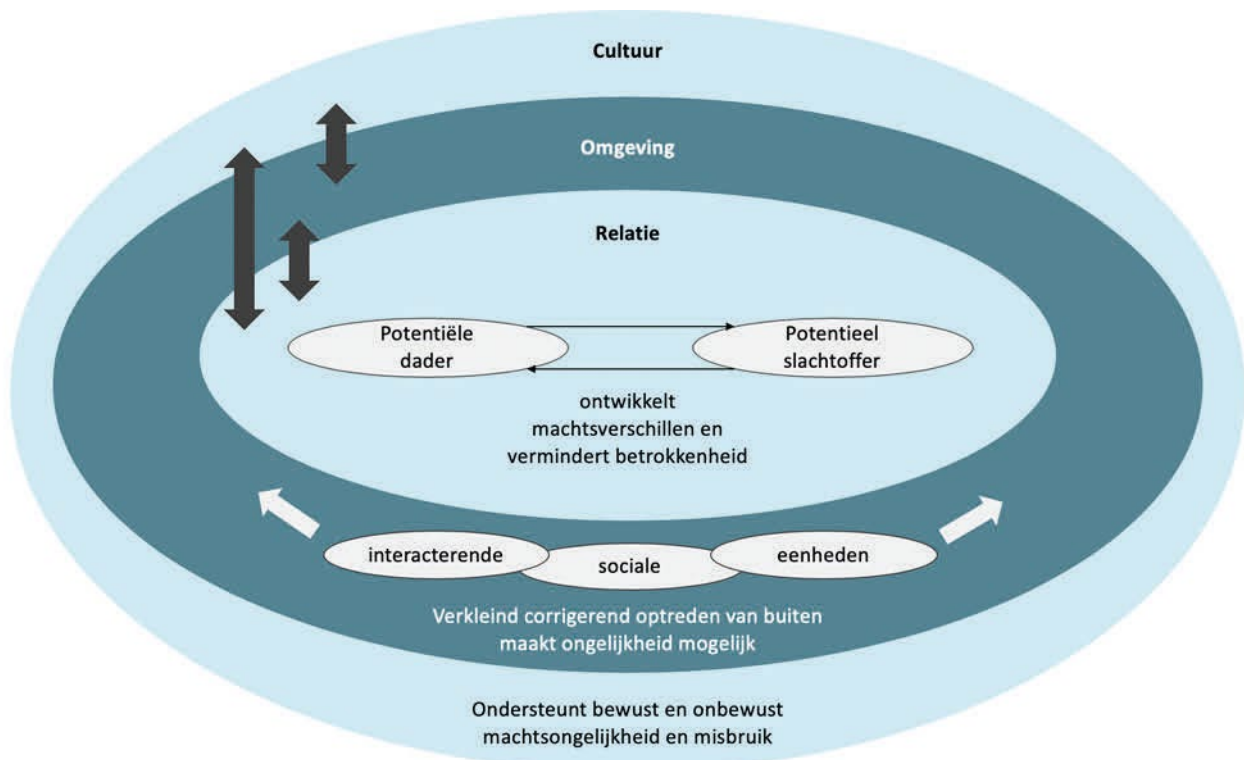 Cultuur
Omgeving
Relatie
Potentiële
dader
Potentieel
slachtoffer
ontwikkelt
machtsverschillen en
vermindert betrokkenheid
interacterende
sociale
eenheden
Verkleind corrigerend optreden van buiten
maakt ongelijkheid mogelijk
Ondersteunt bewust en onbewust
machtsongelijkheid en misbruik